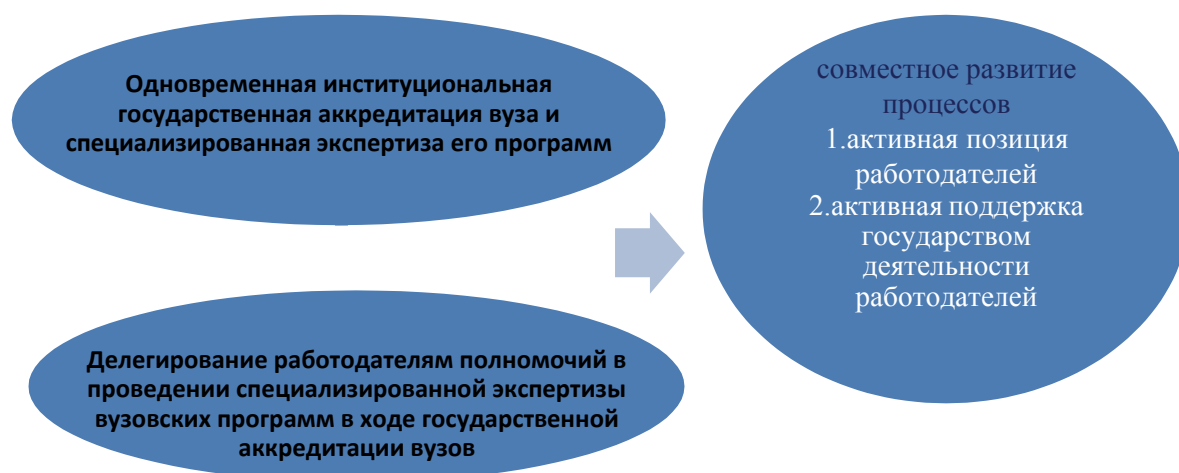 Одновременная институциональная
государственная аккредитация вуза и
специализированная экспертиза его программ
Делегирование работодателям полномочий в
проведении специализированной экспертизы
вузовских программ в ходе государственной
аккредитации вузов
совместное развитие
процессов
1.активная позиция
работодателей
2.активная поддержка
государством
деятельности
работодателей